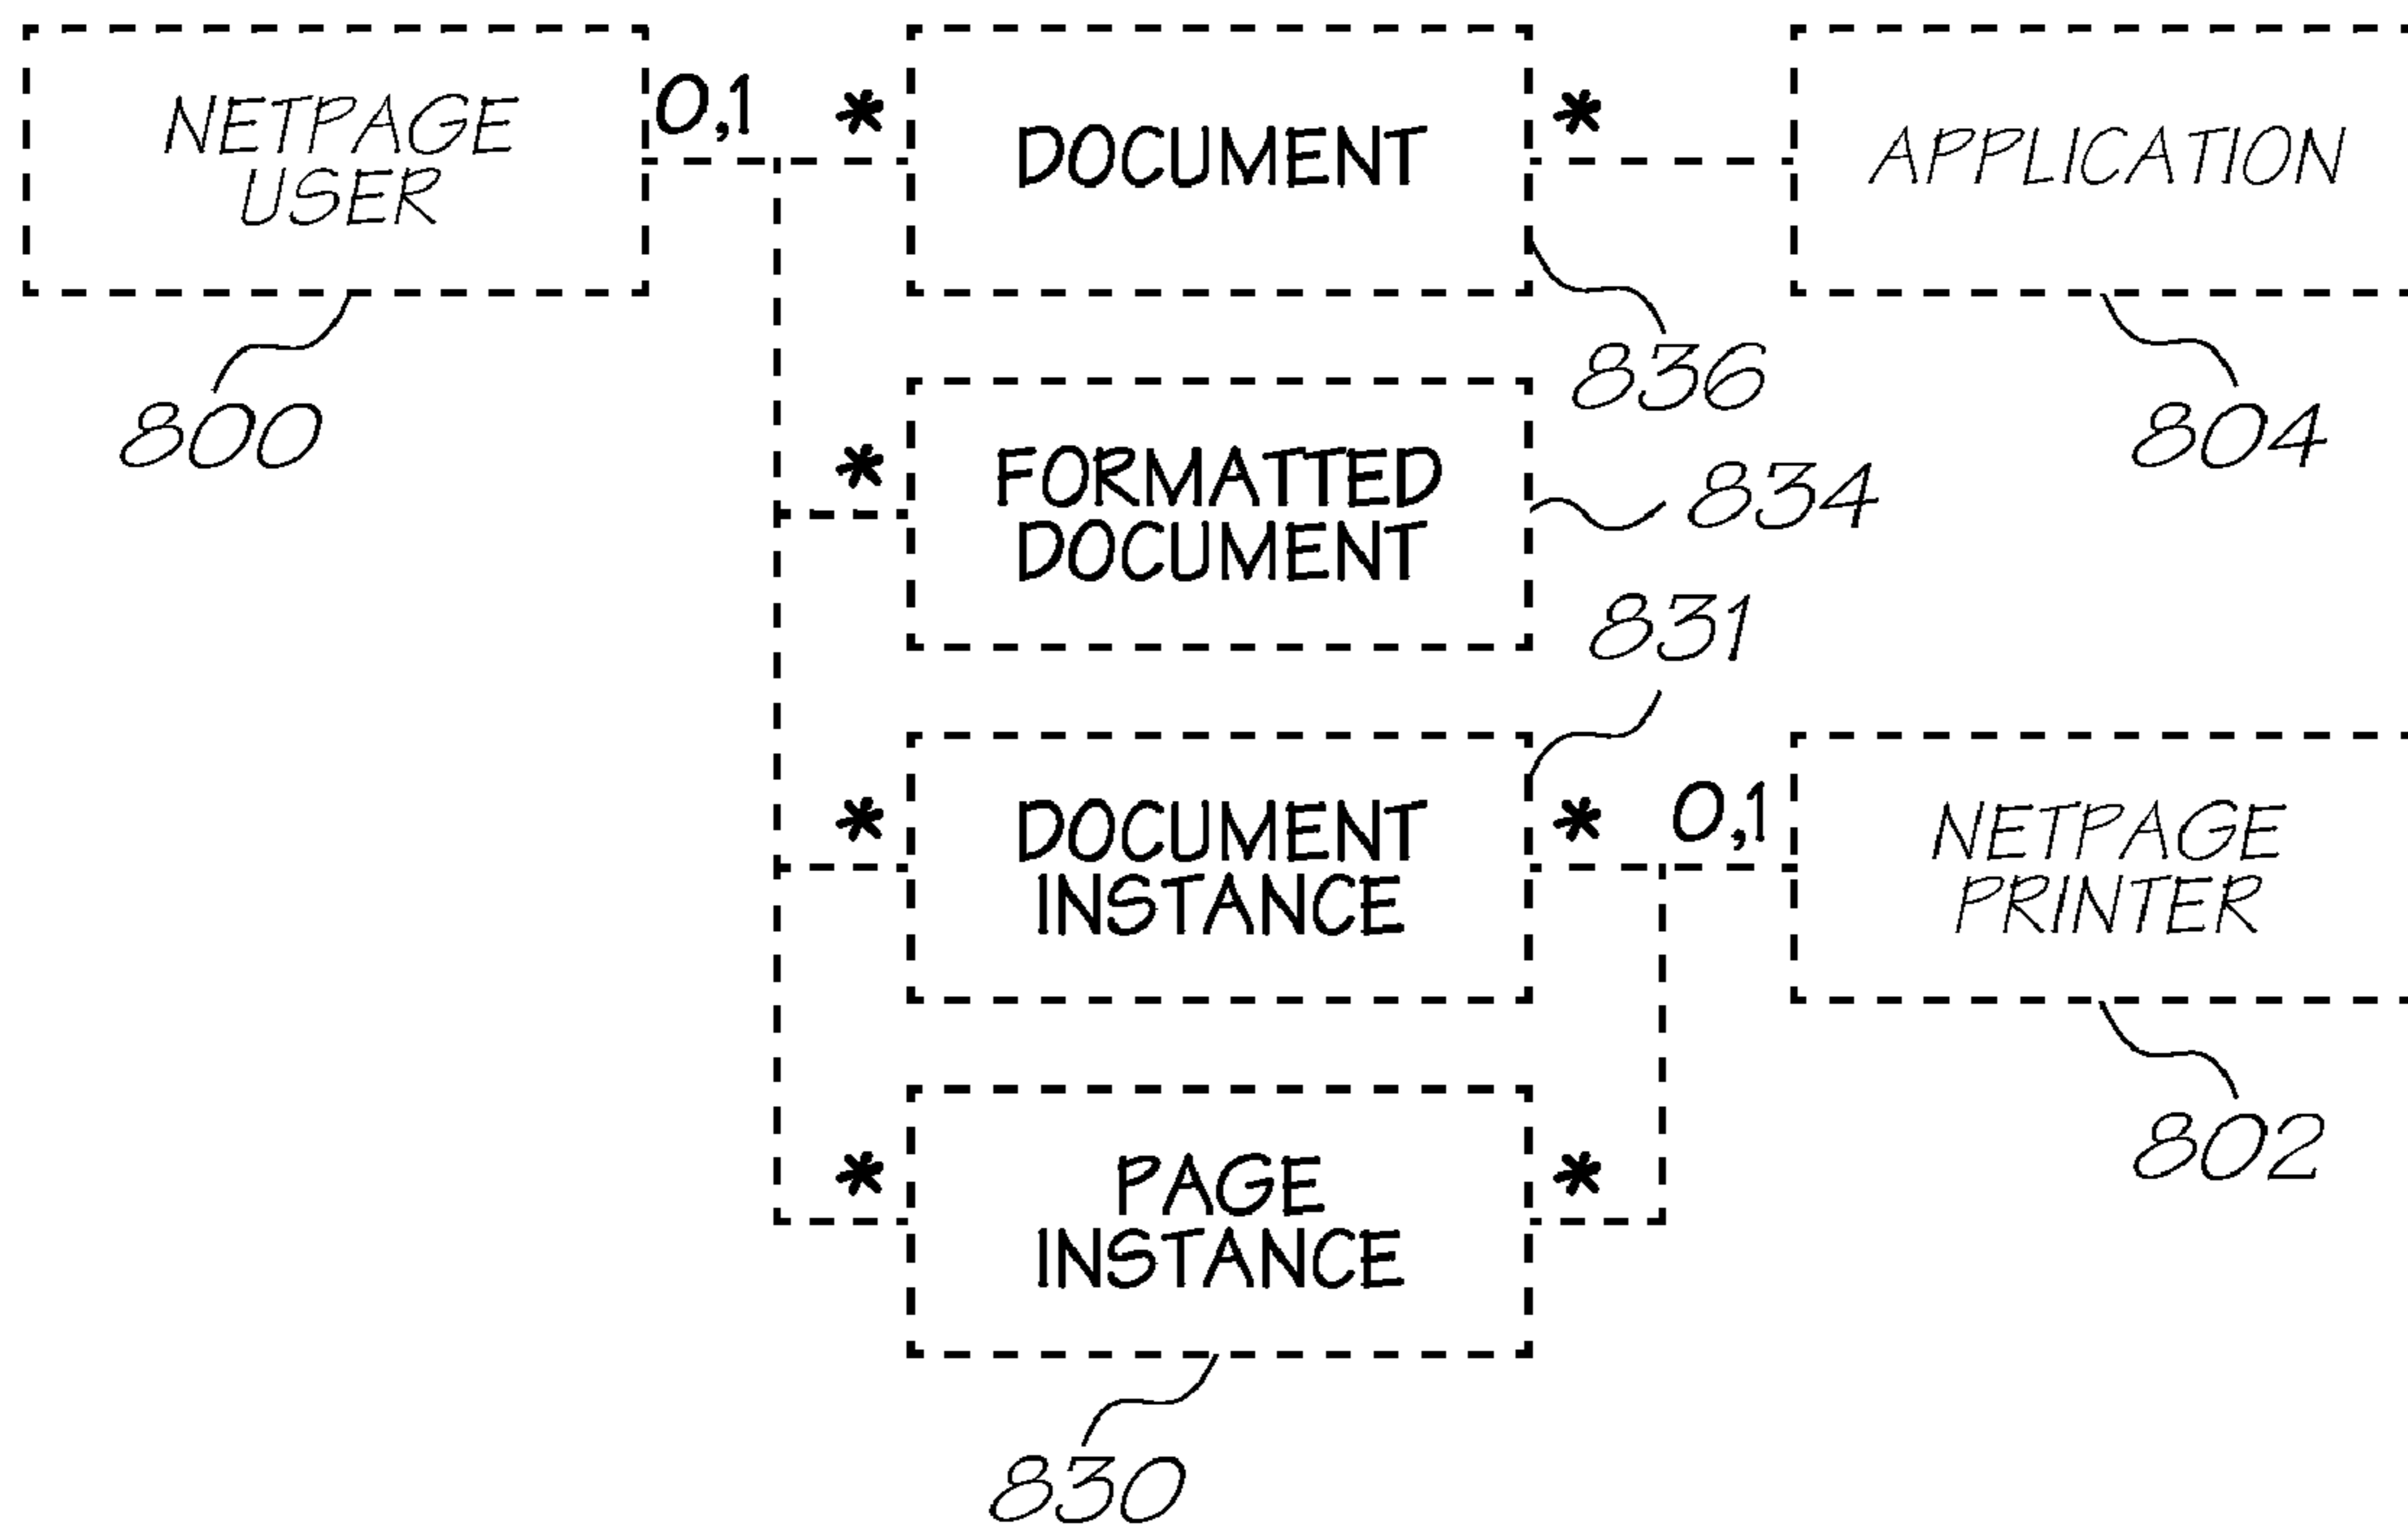 NETPAGE
USER
0,1
*
DOCUMENT
*
APPLICATION
800
836
804
*
FORMATTED
DOCUMENT
834
831
*
DOCUMENT
INSTANCE
*
0,1
NETPAGE
PRINTER
802
*
PAGE
INSTANCE
*
830